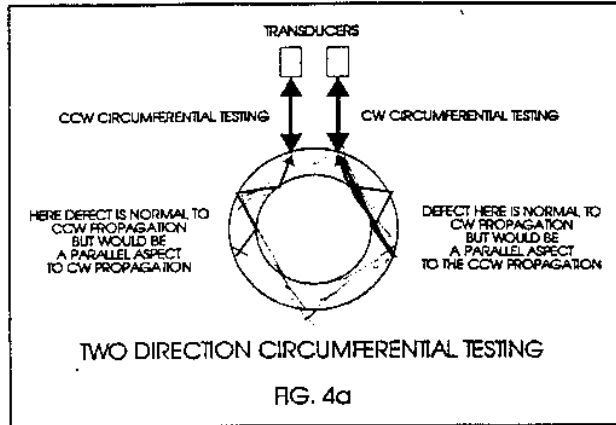 TRANSDUCERS
CCW CIRCUMFERENTIAL TESTING
CW CIRCUMFERENTIAL TESTING
HERE DEFECT IS NORMAL TO
CCW PROPAGATION
BUT WOULD BE
A PARALLEL ASPECT
TO CW PROPAGATION
DEFECT HERE IS NORMAL TO
CW PROPAGATION
BUT WOULD BE
A PARALLEL ASPECT
TO THE CCW PROPAGATION
TWO DIRECTION CIRCUMFERENTIAL TESTING
FIG. 4a